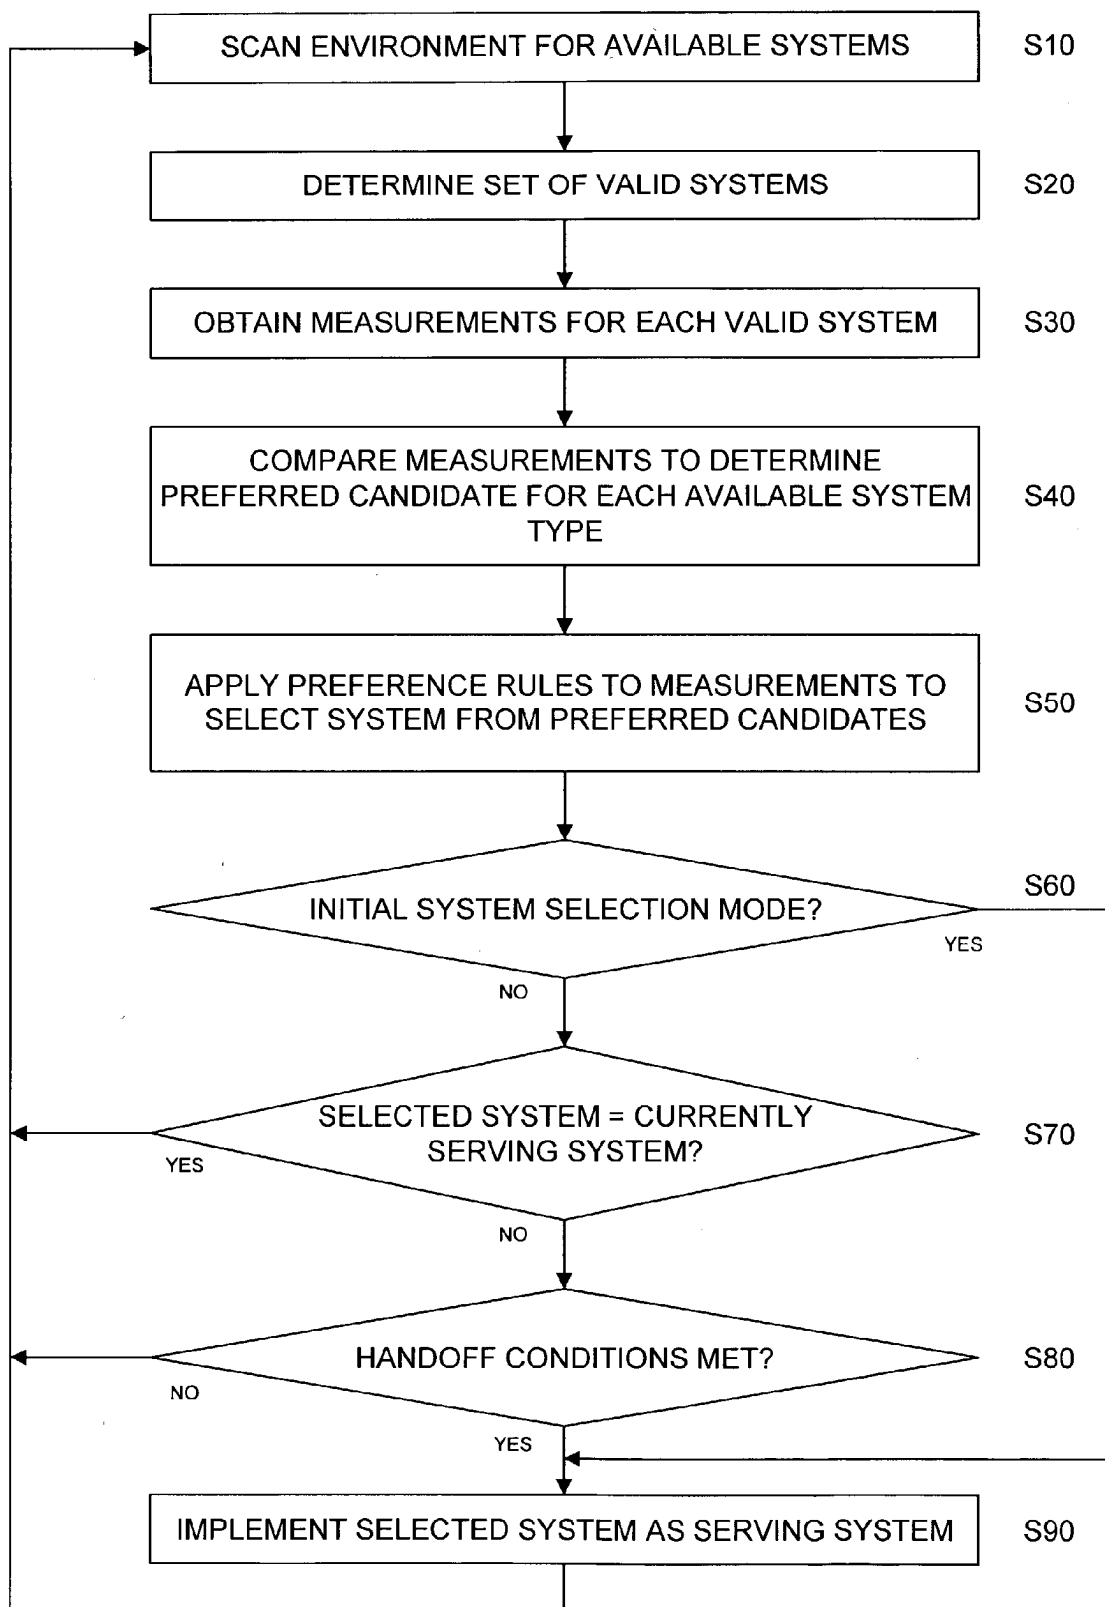 SCAN ENVIRONMENT FOR AVAILABLE SYSTEMS
S10
DETERMINE SET OF VALID SYSTEMS
S20
OBTAIN MEASUREMENTS FOR EACH VALID SYSTEM
S30
COMPARE MEASUREMENTS TO DETERMINE
PREFERRED CANDIDATE FOR EACH AVAILABLE SYSTEM
TYPE
S40
APPLY PREFERENCE RULES TO MEASUREMENTS TO
SELECT SYSTEM FROM PREFERRED CANDIDATES
S50
INITIAL SYSTEM SELECTION MODE?
S60
YES
NO
SELECTED SYSTEM = CURRENTLY
SERVING SYSTEM?
S70
YES
NO
HANDOFF CONDITIONS MET?
S80
NO
YES
IMPLEMENT SELECTED SYSTEM AS SERVING SYSTEM
S90